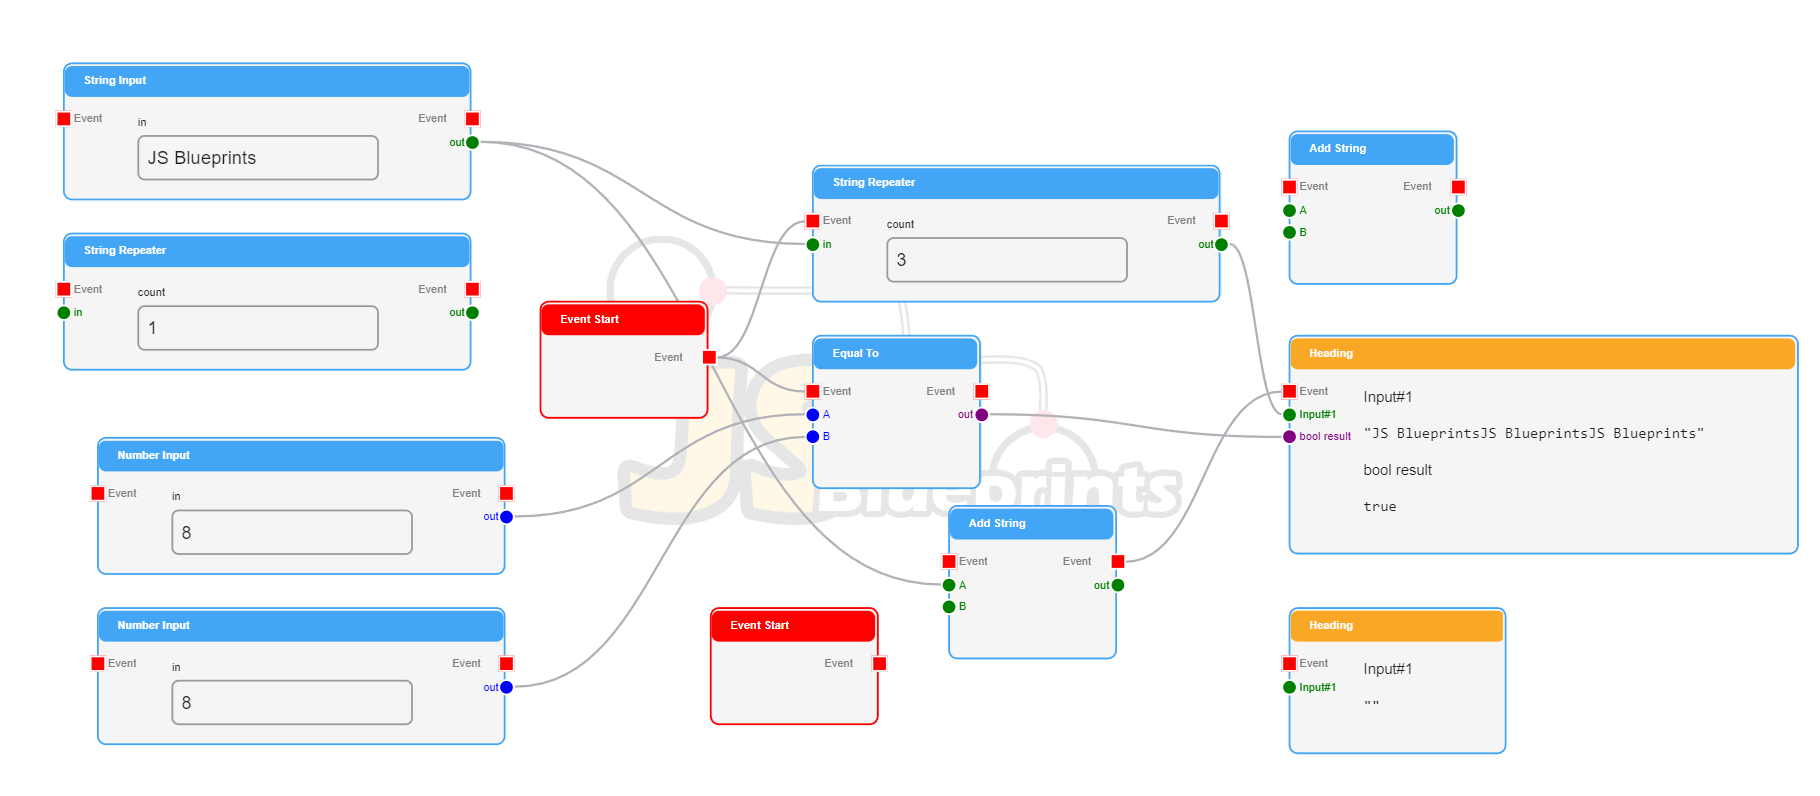 String Input
Event
in
Event
out
JS Blueprints
String Repeater
Event
count
Event
in
1
out
Number Input
Event
in
Event
out
8
Number Input
Event
in
Event
out
8
Event Start
Event
Event Start
Event
String Repeater
Event
count
Event
in
3
out
Equal To
Event
Event
A
out
B
Add String
Event
Event
A
out
B
Add String
Event
Event
A
out
B
Heading
Event
Input#1
Input#1
bool result
"JS BlueprintsJS BlueprintsJS Blueprints"
bool result
true
Heading
Event
Input#1
Input#1
""
JS
Blueprints